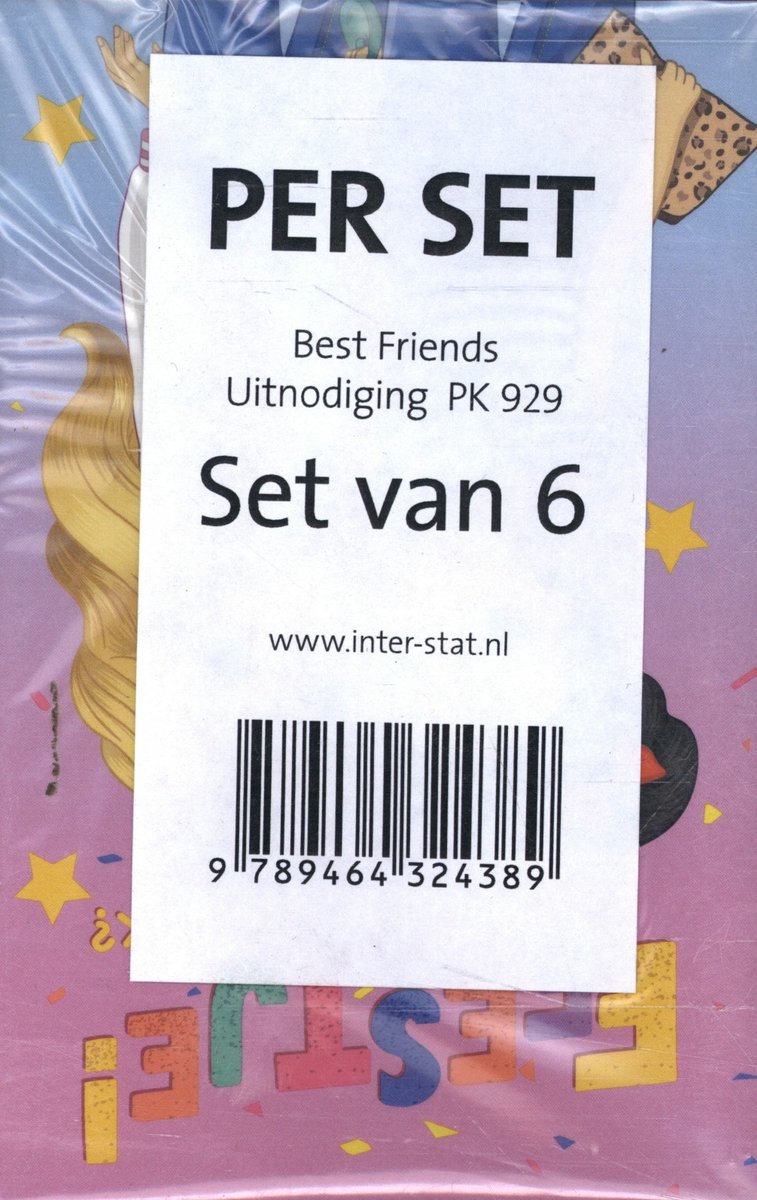 PER SET
Best Friends
Uitnodiging PK 929
Set van 6
www.inter-stat.nl
9 789464 324389
FEESTJE!